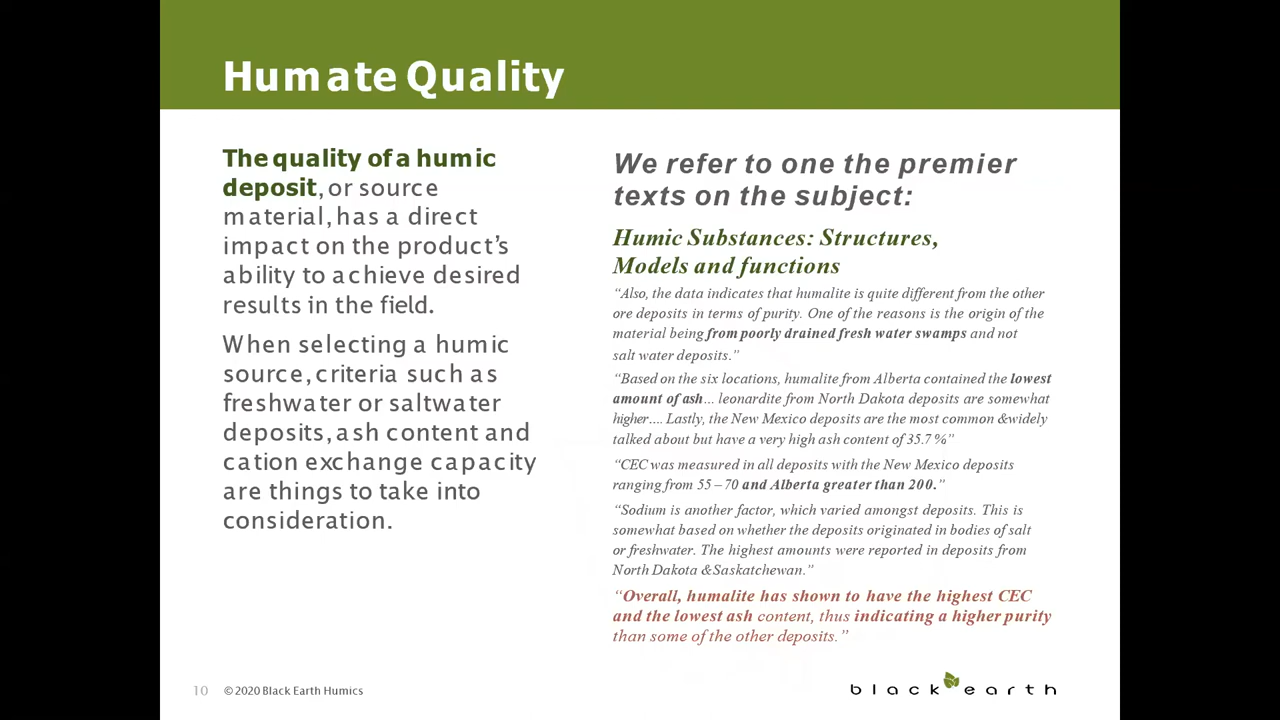 Humate Quality
The quality of a humic
deposit, or source
material, has a direct
impact on the product’s
ability to achieve desired
results in the field.
When selecting a humic
source, criteria such as
freshwater or saltwater
deposits, ash content and
cation exchange capacity
are things to take into
consideration.
We refer to one the premier
texts on the subject:
Humic Substances: Structures,
Models and functions
“Also, the data indicates that humalite is quite different from the other
ore deposits in terms of purity. One of the reasons is the origin of the
material being from poorly drained fresh water swamps and not
salt water deposits.”
“Based on the six locations, humalite from Alberta contained the lowest
amount of ash… leonardite from North Dakota deposits are somewhat
higher…. Lastly, the New Mexico deposits are the most common &widely
talked about but have a very high ash content of 35.7 %”
“CEC was measured in all deposits with the New Mexico deposits
ranging from 55 – 70 and Alberta greater than 200.”
“Sodium is another factor, which varied amongst deposits. This is
somewhat based on whether the deposits originated in bodies of salt
or freshwater. The highest amounts were reported in deposits from
North Dakota &Saskatchewan.”
“Overall, humalite has shown to have the highest CEC
and the lowest ash content, thus indicating a higher purity
than some of the other deposits.”
10 © 2020 Black Earth Humics
black earth